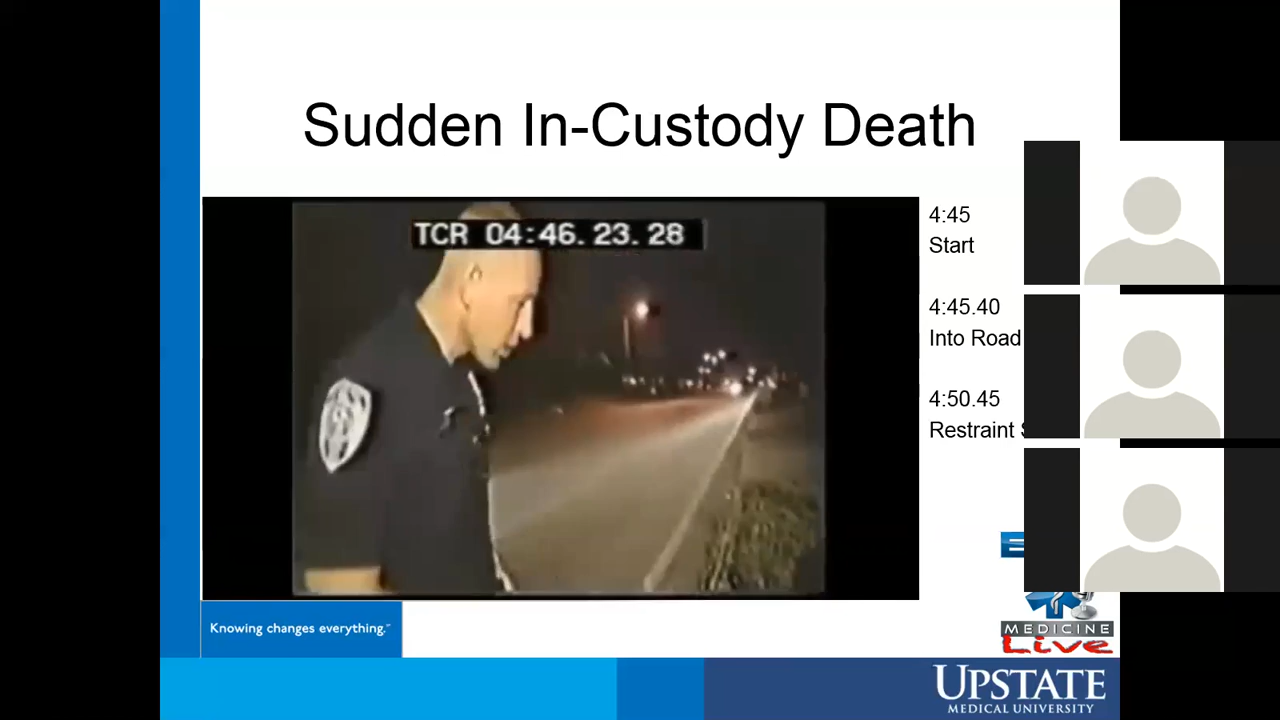 Sudden In-Custody Death
TCR 04:46.23.28
4:45
Start
4:45.40
Into Road
4:50.45
Restraint
Knowing changes everything.™
MEDICINE
Live
UPSTATE
MEDICAL UNIVERSITY